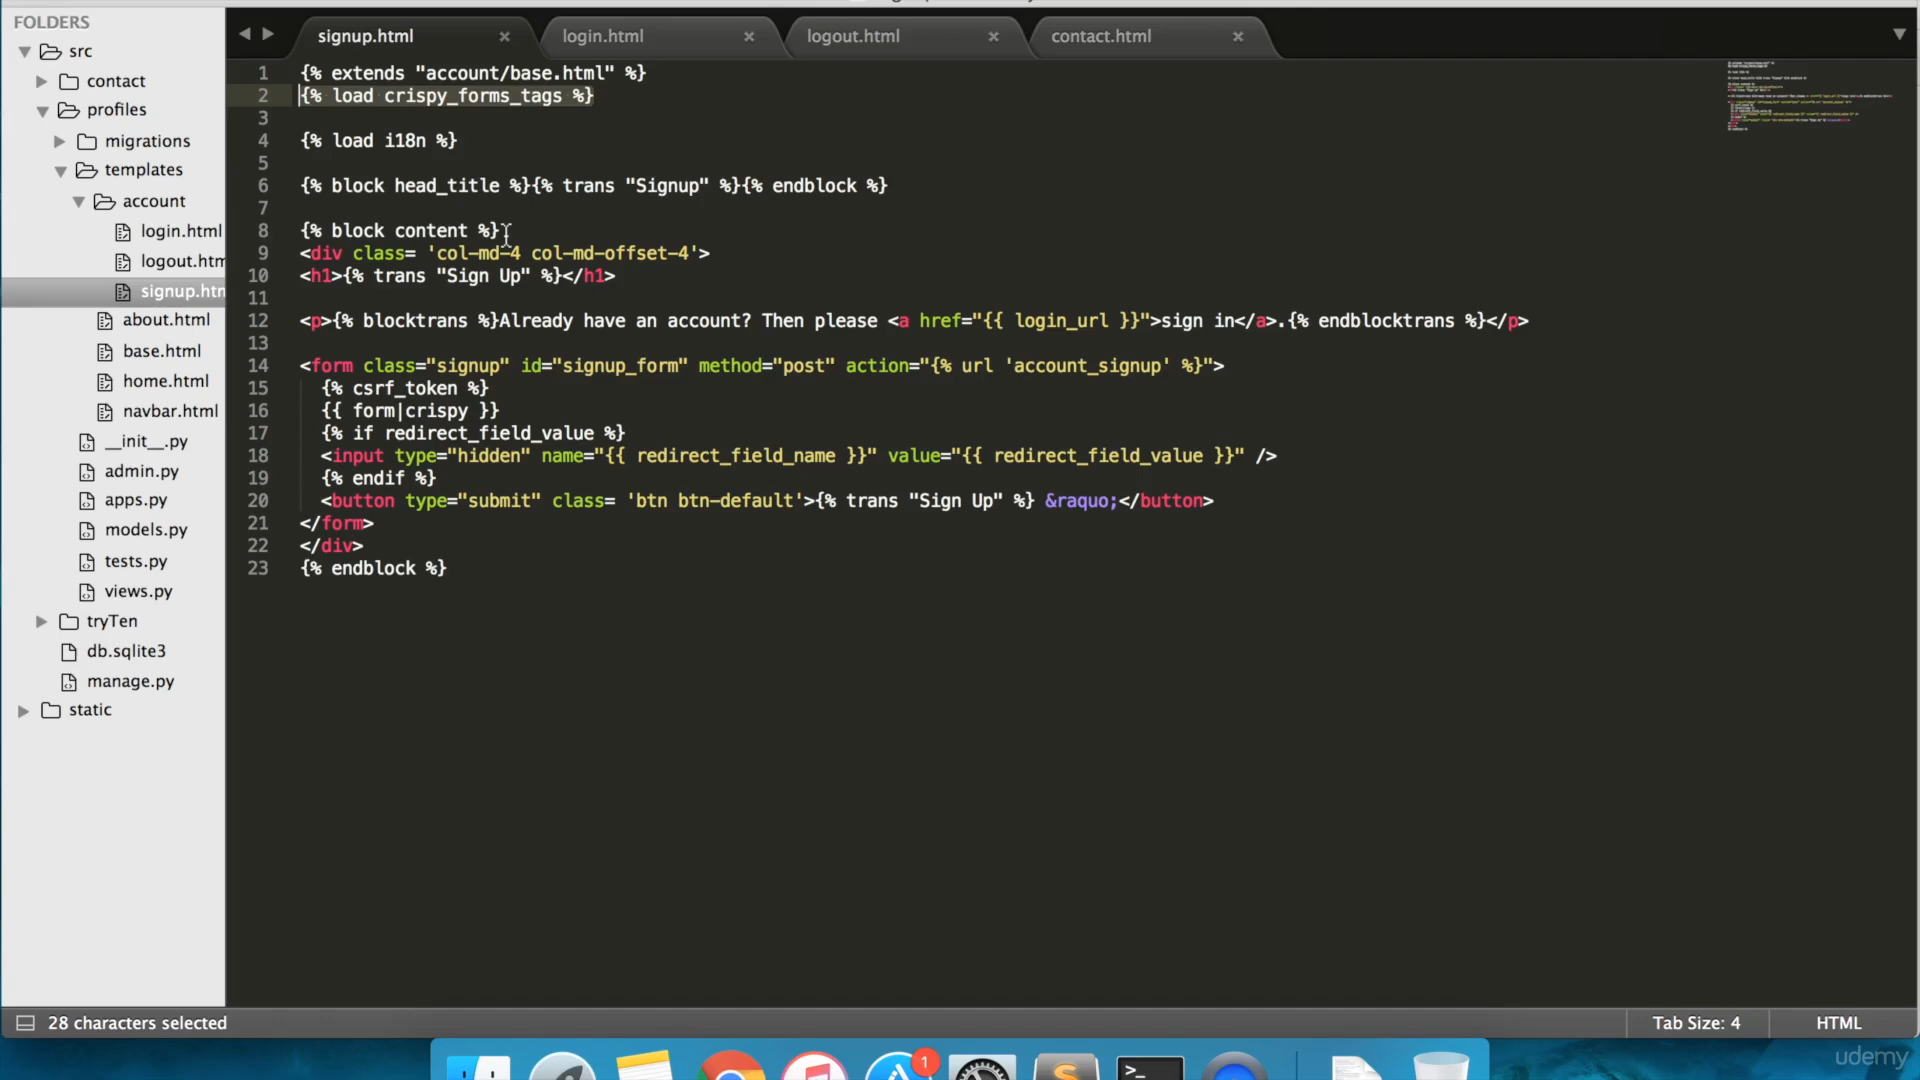 FOLDERS
src
contact
profiles
migrations
templates
account
login.html
logout.htm
signup.htm
about.html
base.html
home.html
navbar.html
__init__.py
admin.py
apps.py
models.py
tests.py
views.py
tryTen
db.sqlite3
manage.py
static
signup.html × login.html × logout.html × contact.html ×
1 {% extends "account/base.html" %}
2 {% load crispy_forms_tags %}
3
4 {% load i18n %}
5
6 {% block head_title %}{% trans "Signup" %}{% endblock %}
7
8 {% block content %}
9 <div class= 'col-md-4 col-md-offset-4'>
10 <h1>{% trans "Sign Up" %}</h1>
11
12 <p>{% blocktrans %}Already have an account? Then please <a href="{{ login_url }}">sign in</a>.{% endblocktrans %}</p>
13
14 <form class="signup" id="signup_form" method="post" action="{% url 'account_signup' %}">
15 {% csrf_token %}
16 {{ form|crispy }}
17 {% if redirect_field_value %}
18 <input type="hidden" name="{{ redirect_field_name }}" value="{{ redirect_field_value }}" />
19 {% endif %}
20 <button type="submit" class= 'btn btn-default'>{% trans "Sign Up" %} &raquo;</button>
21 </form>
22 </div>
23 {% endblock %}
28 characters selected
Tab Size: 4
HTML
1
S
>_
udemy